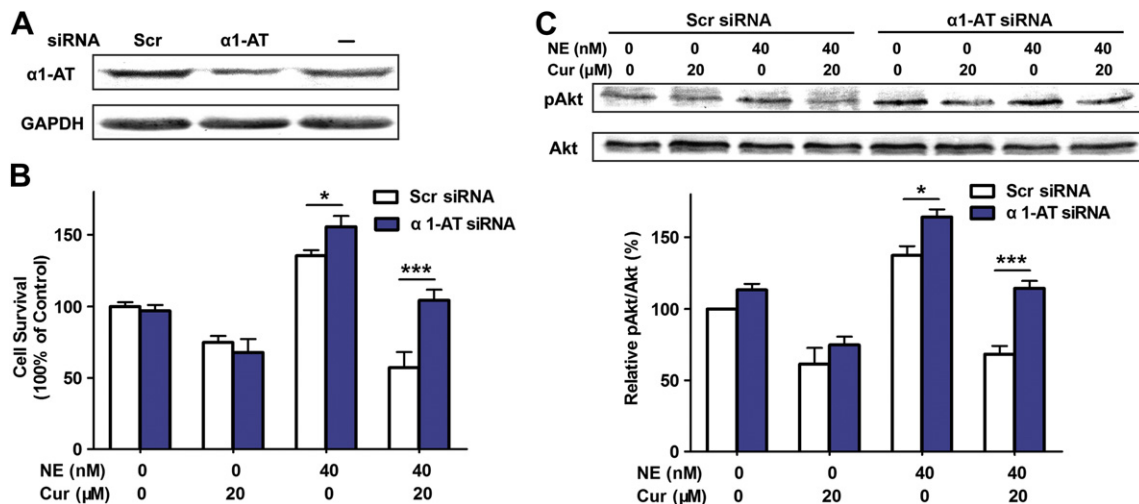 A
siRNA Scr α1-AT –
α1-AT
GAPDH
B
Scr siRNA
α 1-AT siRNA
Cell Survival
(100% of Control)
150
100
50
0
*
***
NE (nM) 0 0 40 40
Cur (μM) 0 20 0 20
C
Scr siRNA α1-AT siRNA
NE (nM) 0 0 40 40 0 0 40 40
Cur (μM) 0 20 0 20 0 20 0 20
pAkt
Akt
Scr siRNA
α 1-AT siRNA
Relative pAkt/Akt (%)
150
100
50
0
*
***
NE (nM) 0 0 40 40
Cur (μM) 0 20 0 20